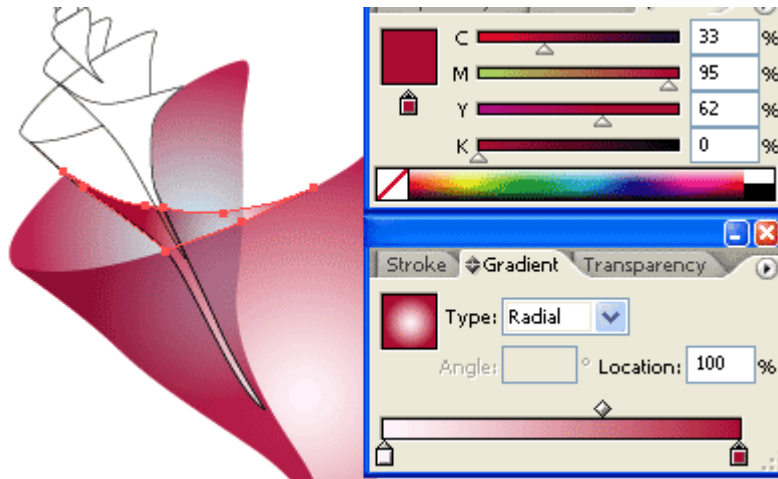 C 33 %
M 95 %
Y 62 %
K 0 %
Stroke Gradient Transparency
Type: Radial
Angle: ° Location: 100 %